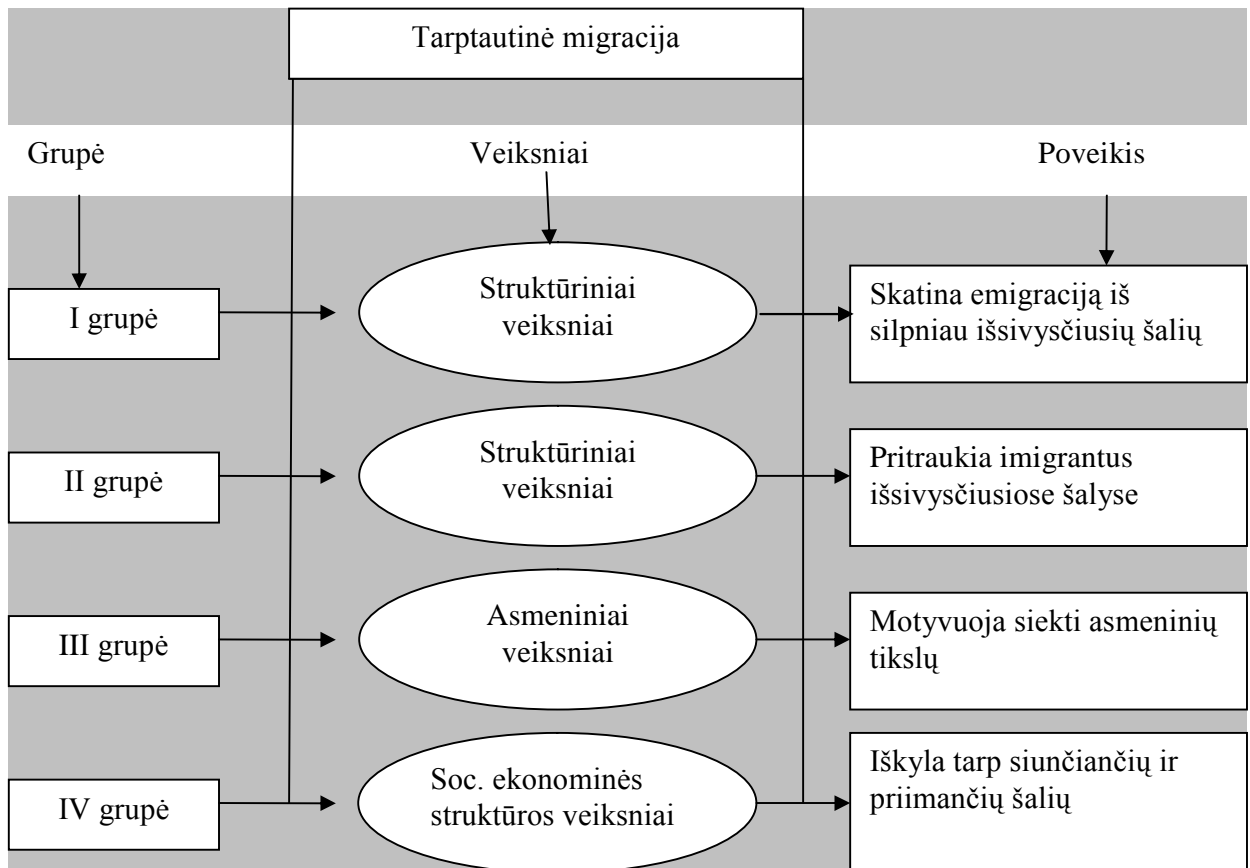 Tarptautinė migracija
Grupė
Veiksniai
Poveikis
I grupė
Struktūriniai
veiksniai
Skatina emigraciją iš
silpniau išsivysčiusių šalių
II grupė
Struktūriniai
veiksniai
Pritraukia imigrantus
išsivysčiusiose šalyse
III grupė
Asmeniniai
veiksniai
Motyvuoja siekti asmeninių
tikslų
IV grupė
Soc. ekonominės
struktūros veiksniai
Iškyla tarp siunčiančių ir
priimančių šalių